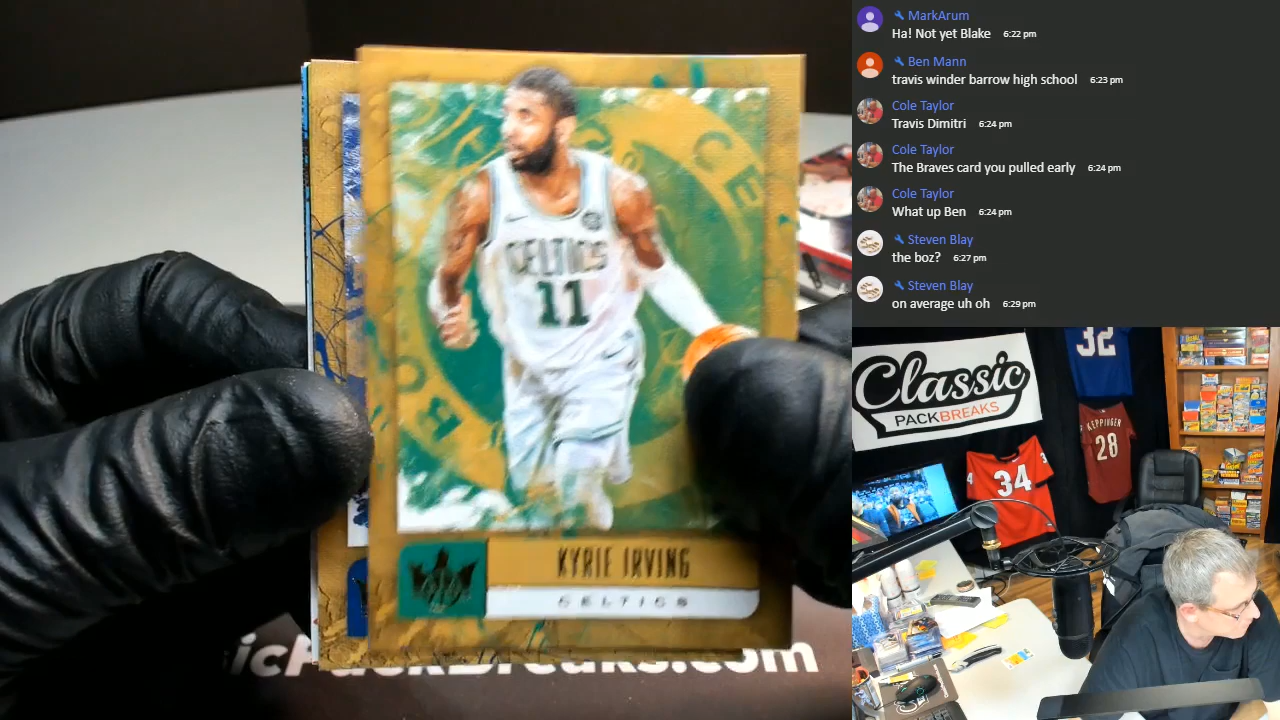 MarkArum
Ha! Not yet Blake 6:22 pm
Ben Mann
travis winder barrow high school 6:23 pm
Cole Taylor
Travis Dimitri 6:24 pm
Cole Taylor
The Braves card you pulled early 6:24 pm
Cole Taylor
What up Ben 6:24 pm
Steven Blay
the boz? 6:27 pm
Steven Blay
on average uh oh 6:29 pm
CELTICS
11
KYRIE IRVING
CELTICS
sicPackBreaks.com
Classic
PACKBREAKS
32
KEPPINGER
28
34